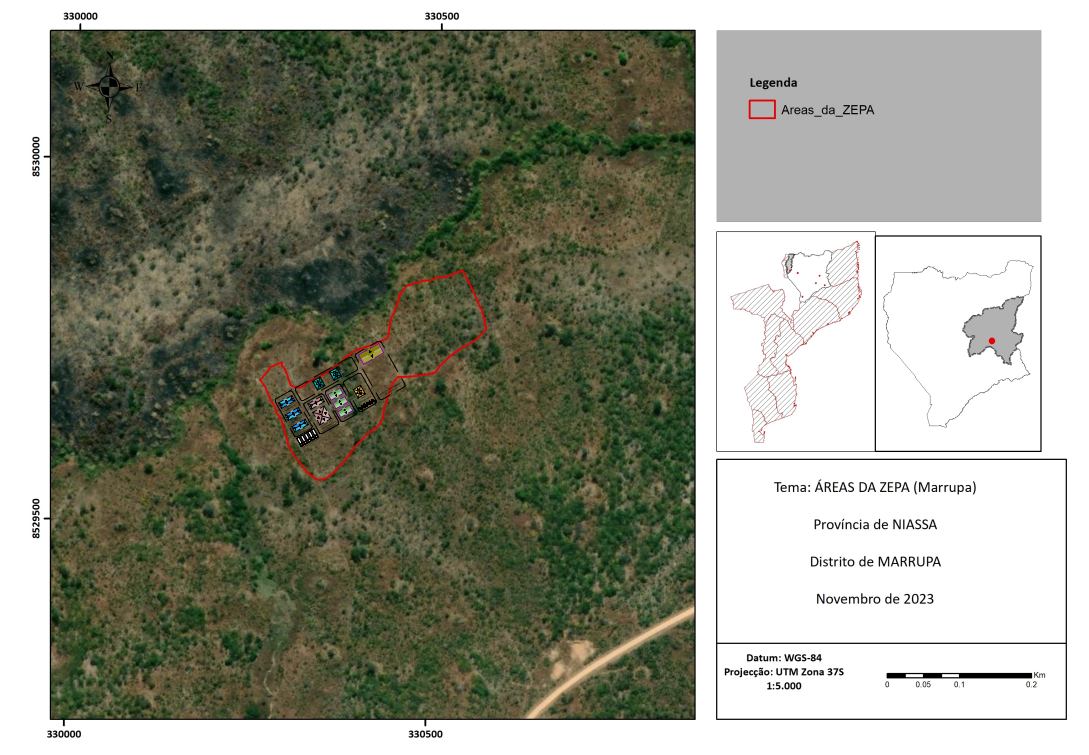 330000
330500
N
W
E
S
8530000
8529500
330000
330500
Legenda
Areas_da_ZEPA
Tema: ÁREAS DA ZEPA (Marrupa)
Província de NIASSA
Distrito de MARRUPA
Novembro de 2023
Datum: WGS-84
Projecção: UTM Zona 37S
1:5.000
Km
0 0.05 0.1 0.2